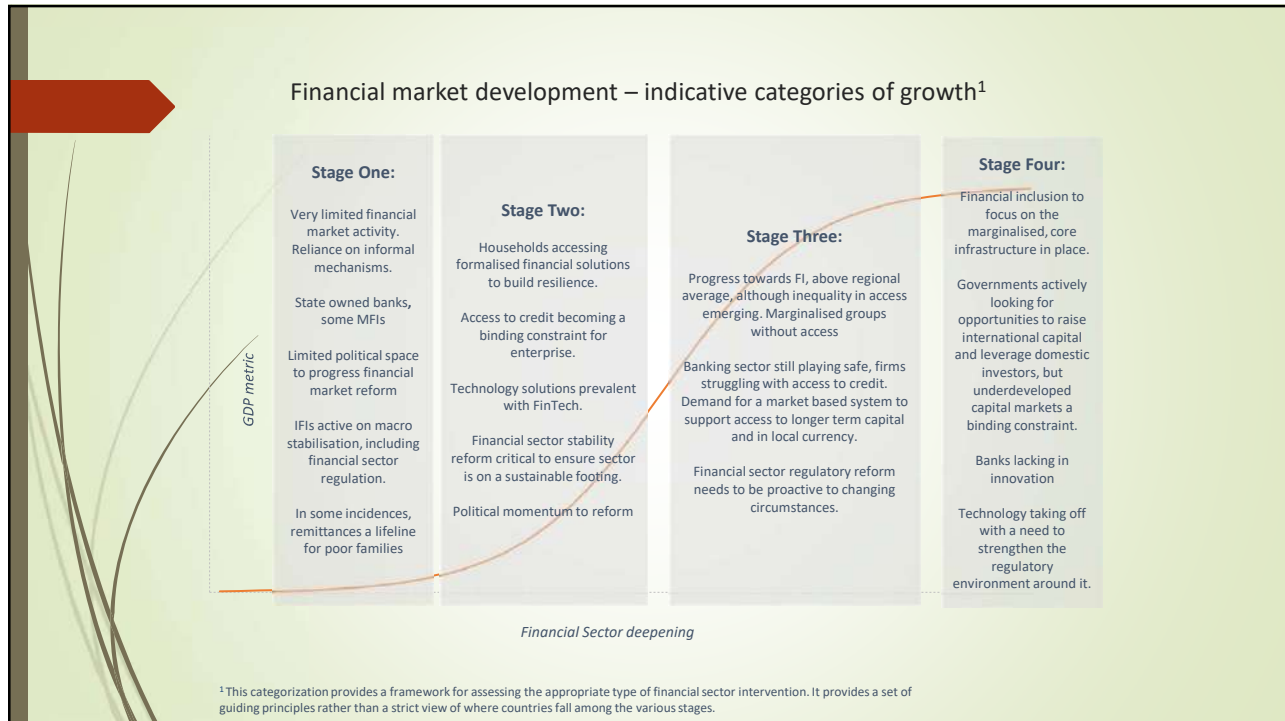 Financial market development – indicative categories of growth1
Stage One:
Very limited financial
market activity.
Reliance on informal
mechanisms.
State owned banks,
some MFIs
Limited political space
to progress financial
market reform
IFIs active on macro
stabilisation, including
financial sector
regulation.
In some incidences,
remittances a lifeline
for poor families
Stage Two:
Households accessing
formalised financial solutions
to build resilience.
Access to credit becoming a
binding constraint for
enterprise.
Technology solutions prevalent
with FinTech.
Financial sector stability
reform critical to ensure sector
is on a sustainable footing.
Political momentum to reform
Stage Three:
Progress towards FI, above regional
average, although inequality in access
emerging. Marginalised groups
without access
Banking sector still playing safe, firms
struggling with access to credit.
Demand for a market based system to
support access to longer term capital
and in local currency.
Financial sector regulatory reform
needs to be proactive to changing
circumstances.
Stage Four:
Financial inclusion to
focus on the
marginalised, core
infrastructure in place.
Governments actively
looking for
opportunities to raise
international capital
and leverage domestic
investors, but
underdeveloped
capital markets a
binding constraint.
Banks lacking in
innovation
Technology taking off
with a need to
strengthen the
regulatory
environment around it.
GDP metric
Financial Sector deepening
1 This categorization provides a framework for assessing the appropriate type of financial sector intervention. It provides a set of
guiding principles rather than a strict view of where countries fall among the various stages.